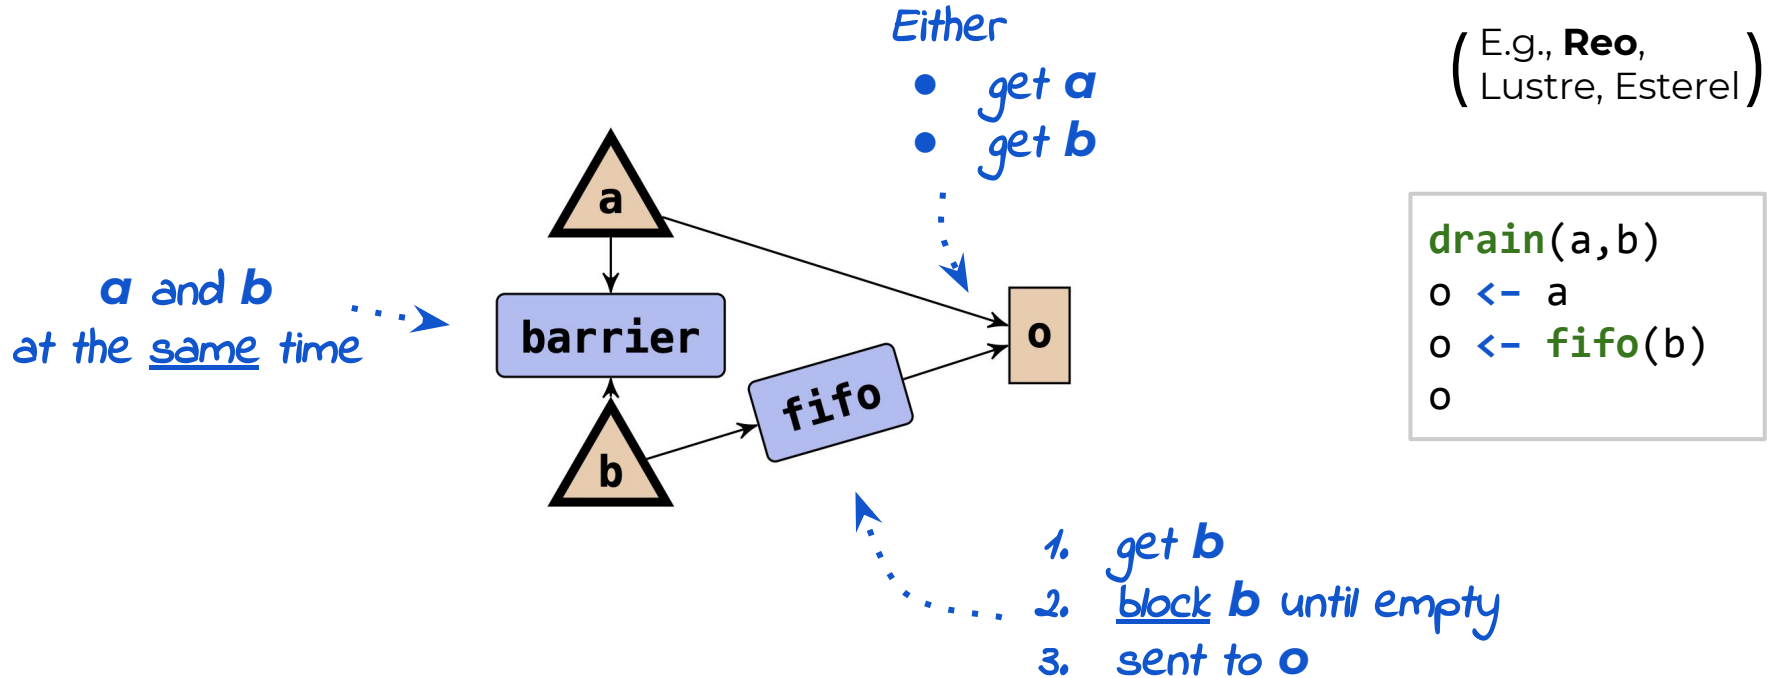 Either
• get a
• get b
( E.g., Reo,
Lustre, Esterel )
a
a and b
at the same time
barrier
o
fifo
b
drain(a,b)
o <- a
o <- fifo(b)
o
1. get b
2. block b until empty
3. sent to o